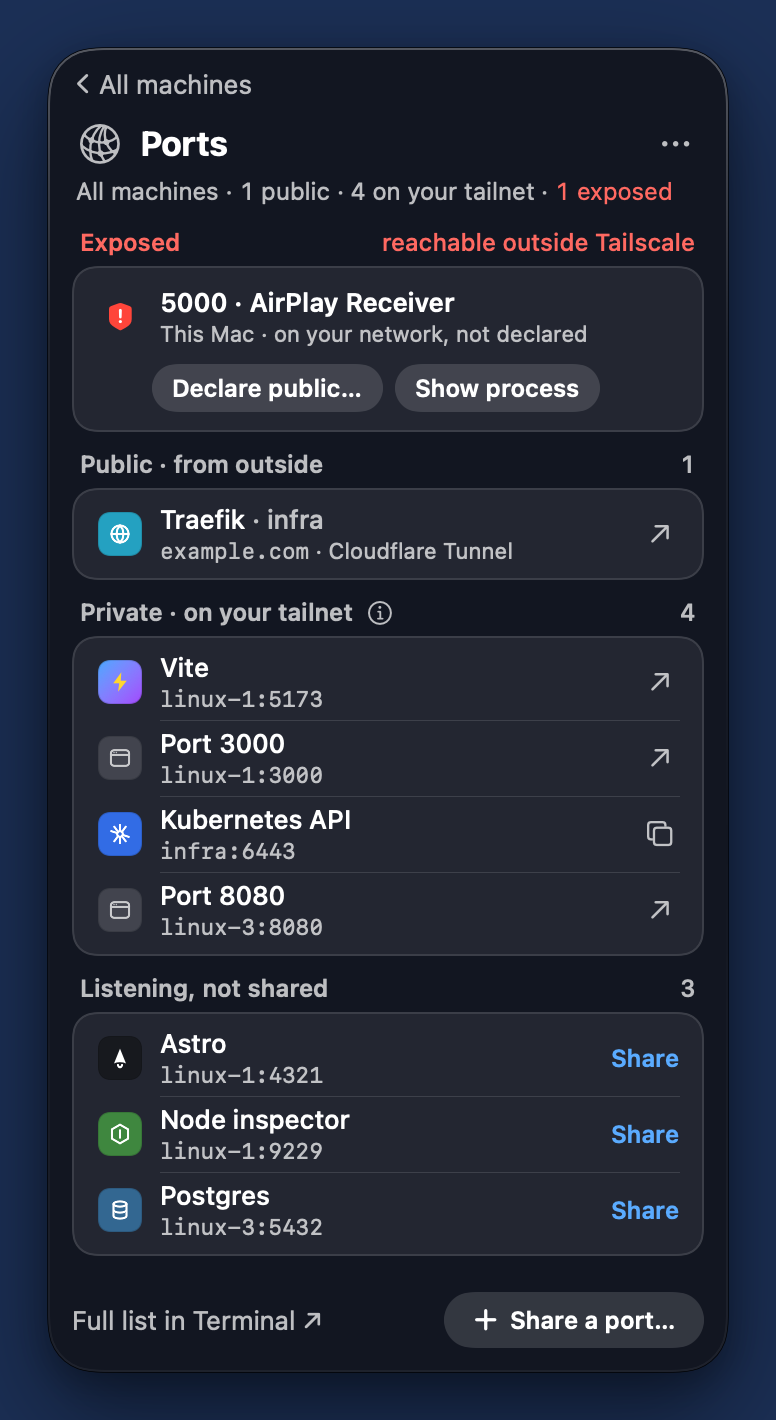 All machines
Ports
All machines · 1 public · 4 on your tailnet · 1 exposed
Exposed reachable outside Tailscale
5000 · AirPlay Receiver
This Mac · on your network, not declared
Declare public... Show process
Public · from outside 1
Traefik · infra
example.com · Cloudflare Tunnel
Private · on your tailnet 4
Vite
linux-1:5173
Port 3000
linux-1:3000
Kubernetes API
infra:6443
Port 8080
linux-3:8080
Listening, not shared 3
Astro
linux-1:4321
Share
Node inspector
linux-1:9229
Share
Postgres
linux-3:5432
Share
Full list in Terminal ↗ + Share a port...